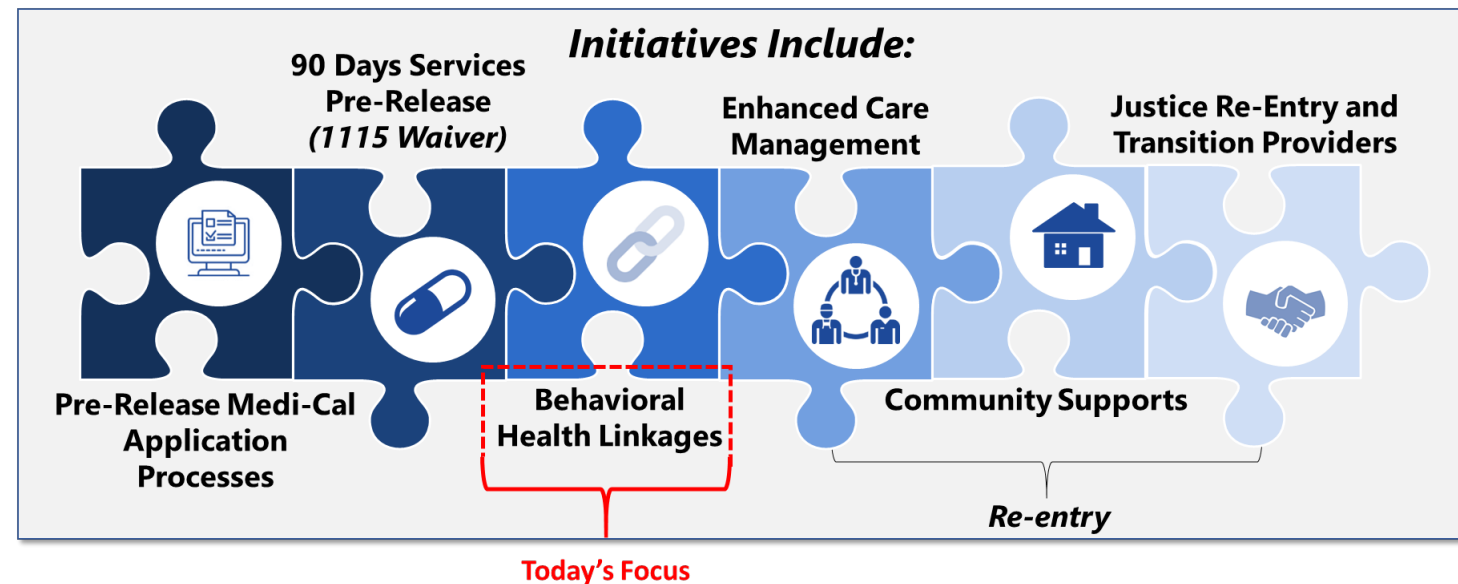 Initiatives Include:
90 Days Services
Pre-Release
(1115 Waiver)
Enhanced Care
Management
Justice Re-Entry and
Transition Providers
Pre-Release Medi-Cal
Application
Processes
Behavioral
Health Linkages
Community Supports
Re-entry
Today’s Focus